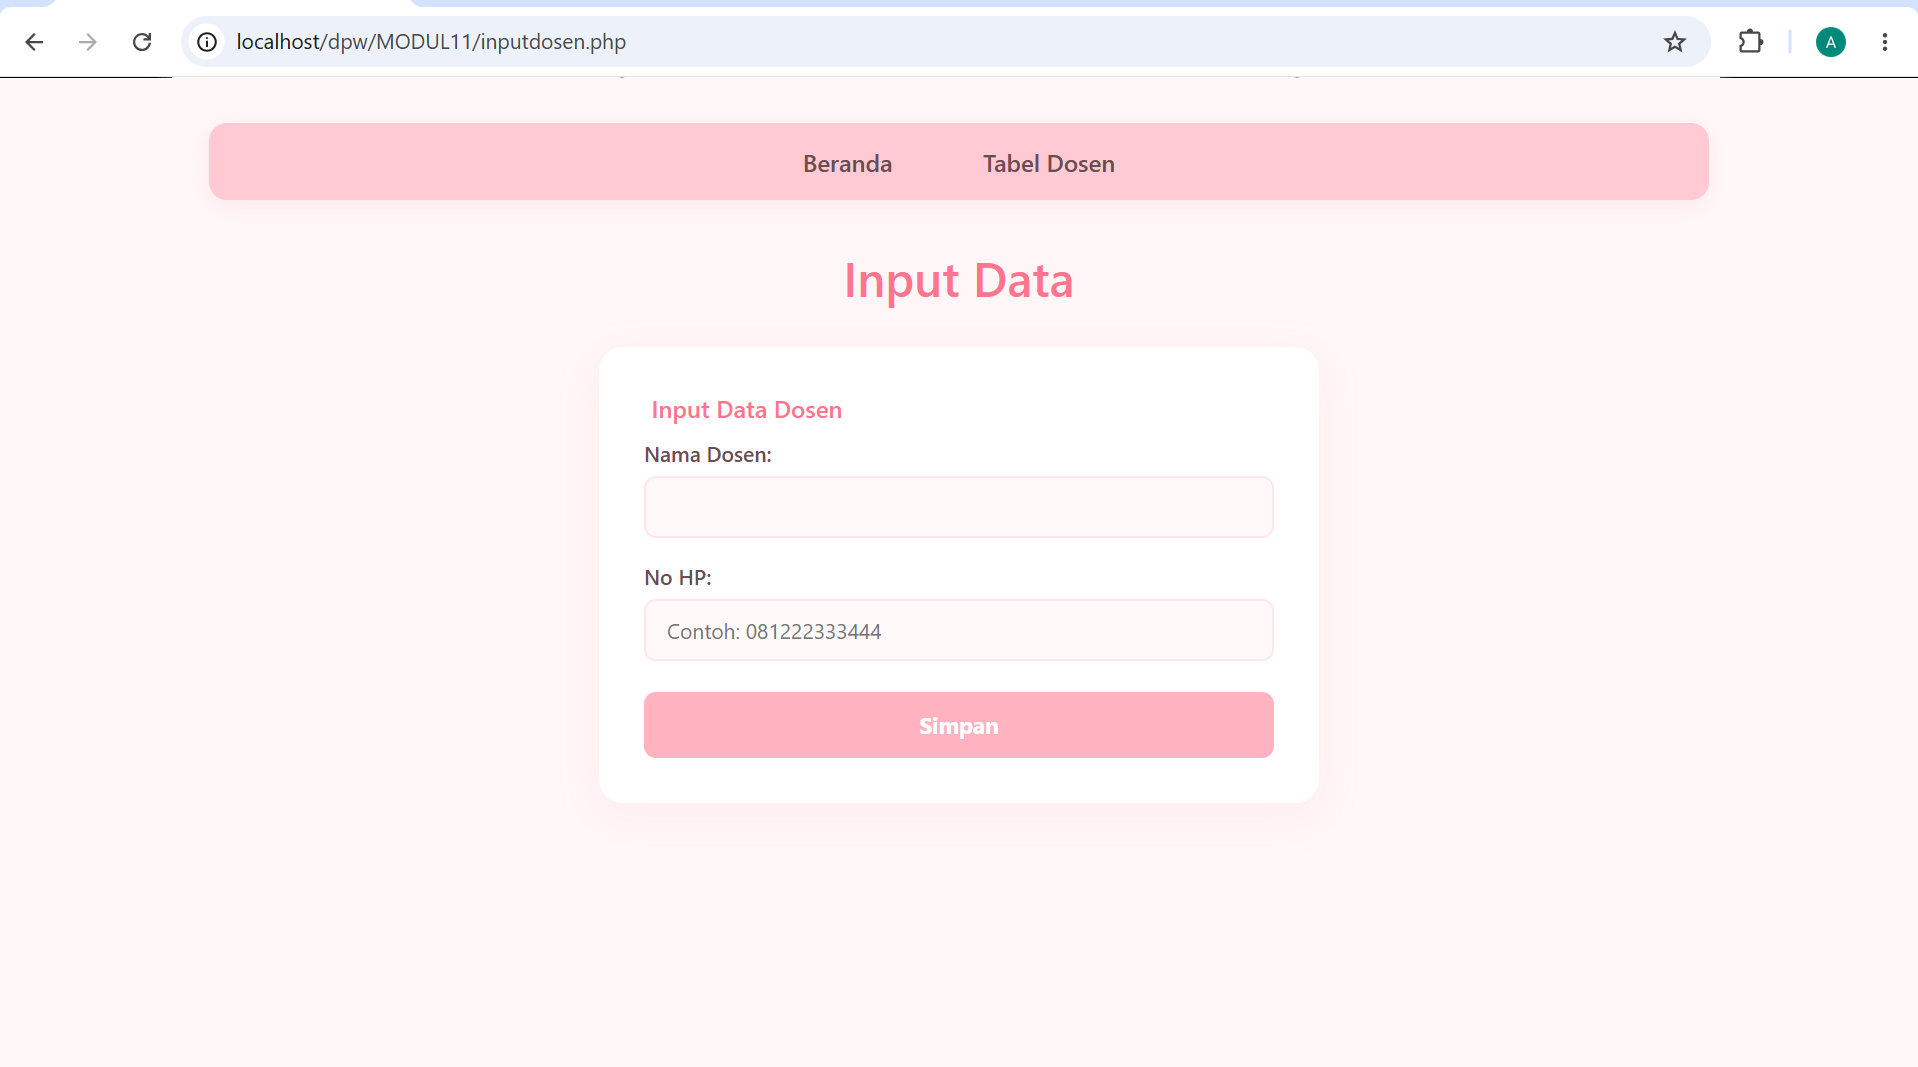 localhost/dpw/MODUL11/inputdosen.php
A
Beranda Tabel Dosen
Input Data
Input Data Dosen
Nama Dosen:
No HP:
Contoh: 081222333444
Simpan